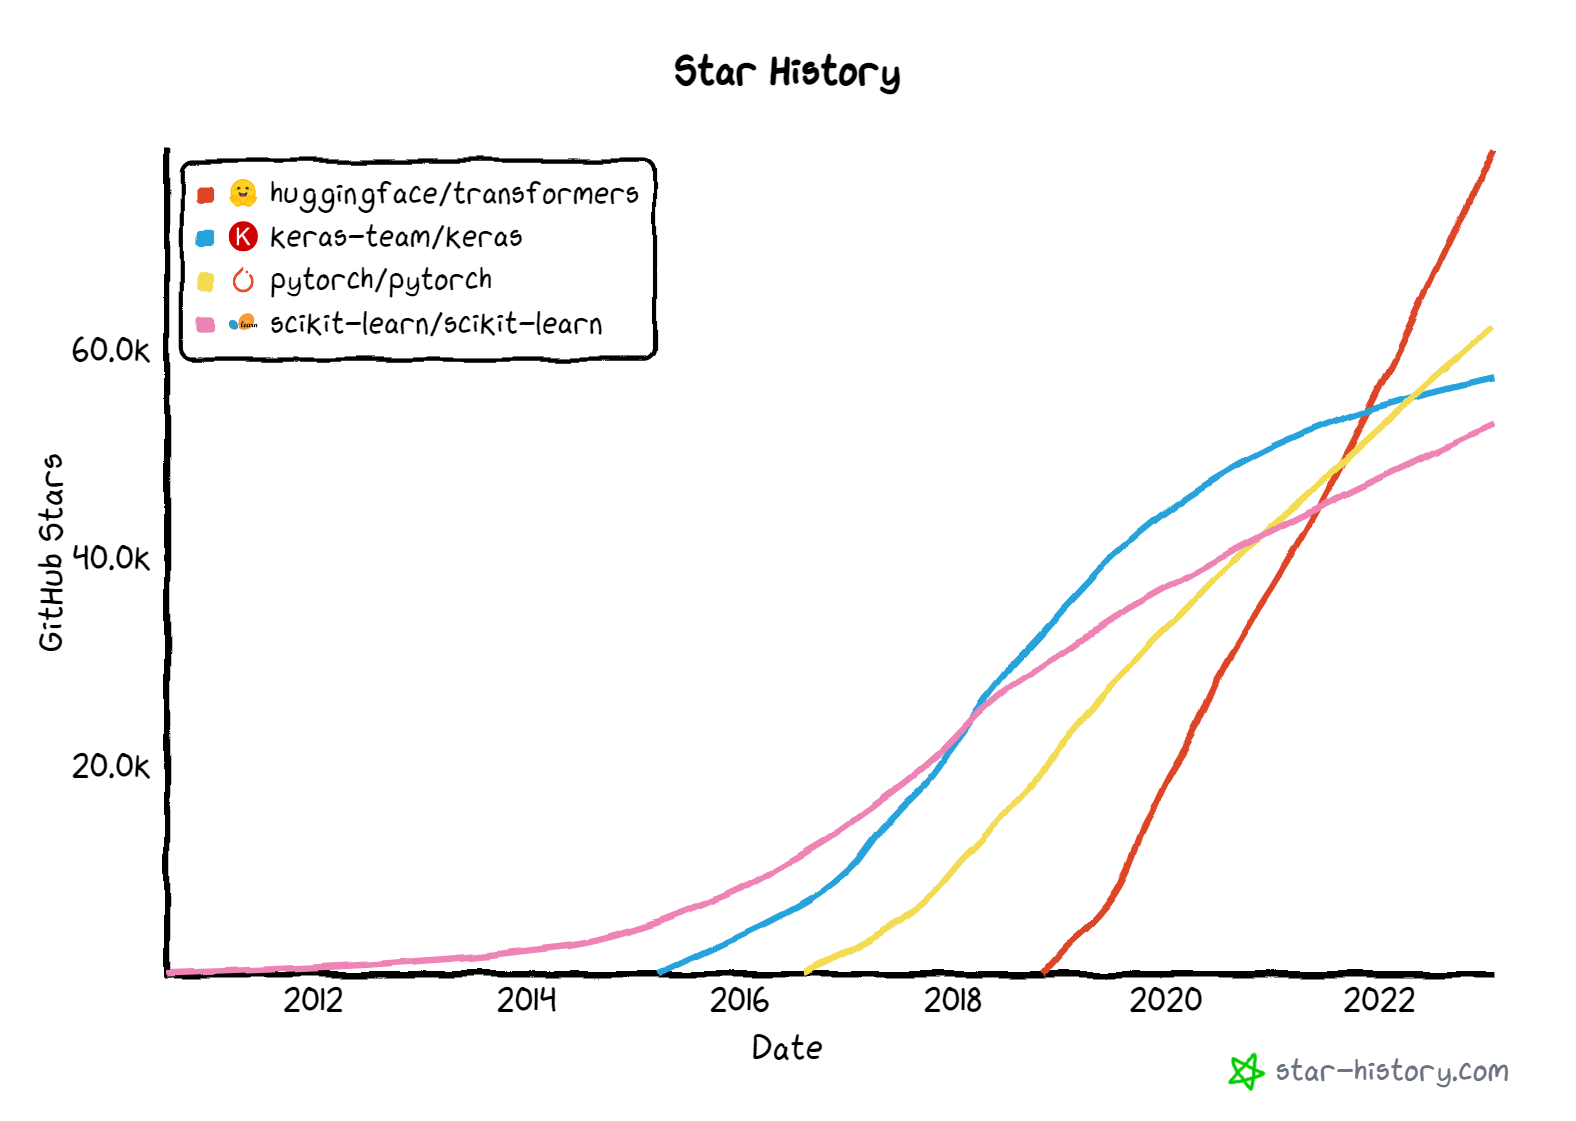 Star History
huggingface/transformers
K keras-team/keras
pytorch/pytorch
learn scikit-learn/scikit-learn
60.0k
40.0k
20.0k
GitHub Stars
2012 2014 2016 2018 2020 2022
Date
star-history.com